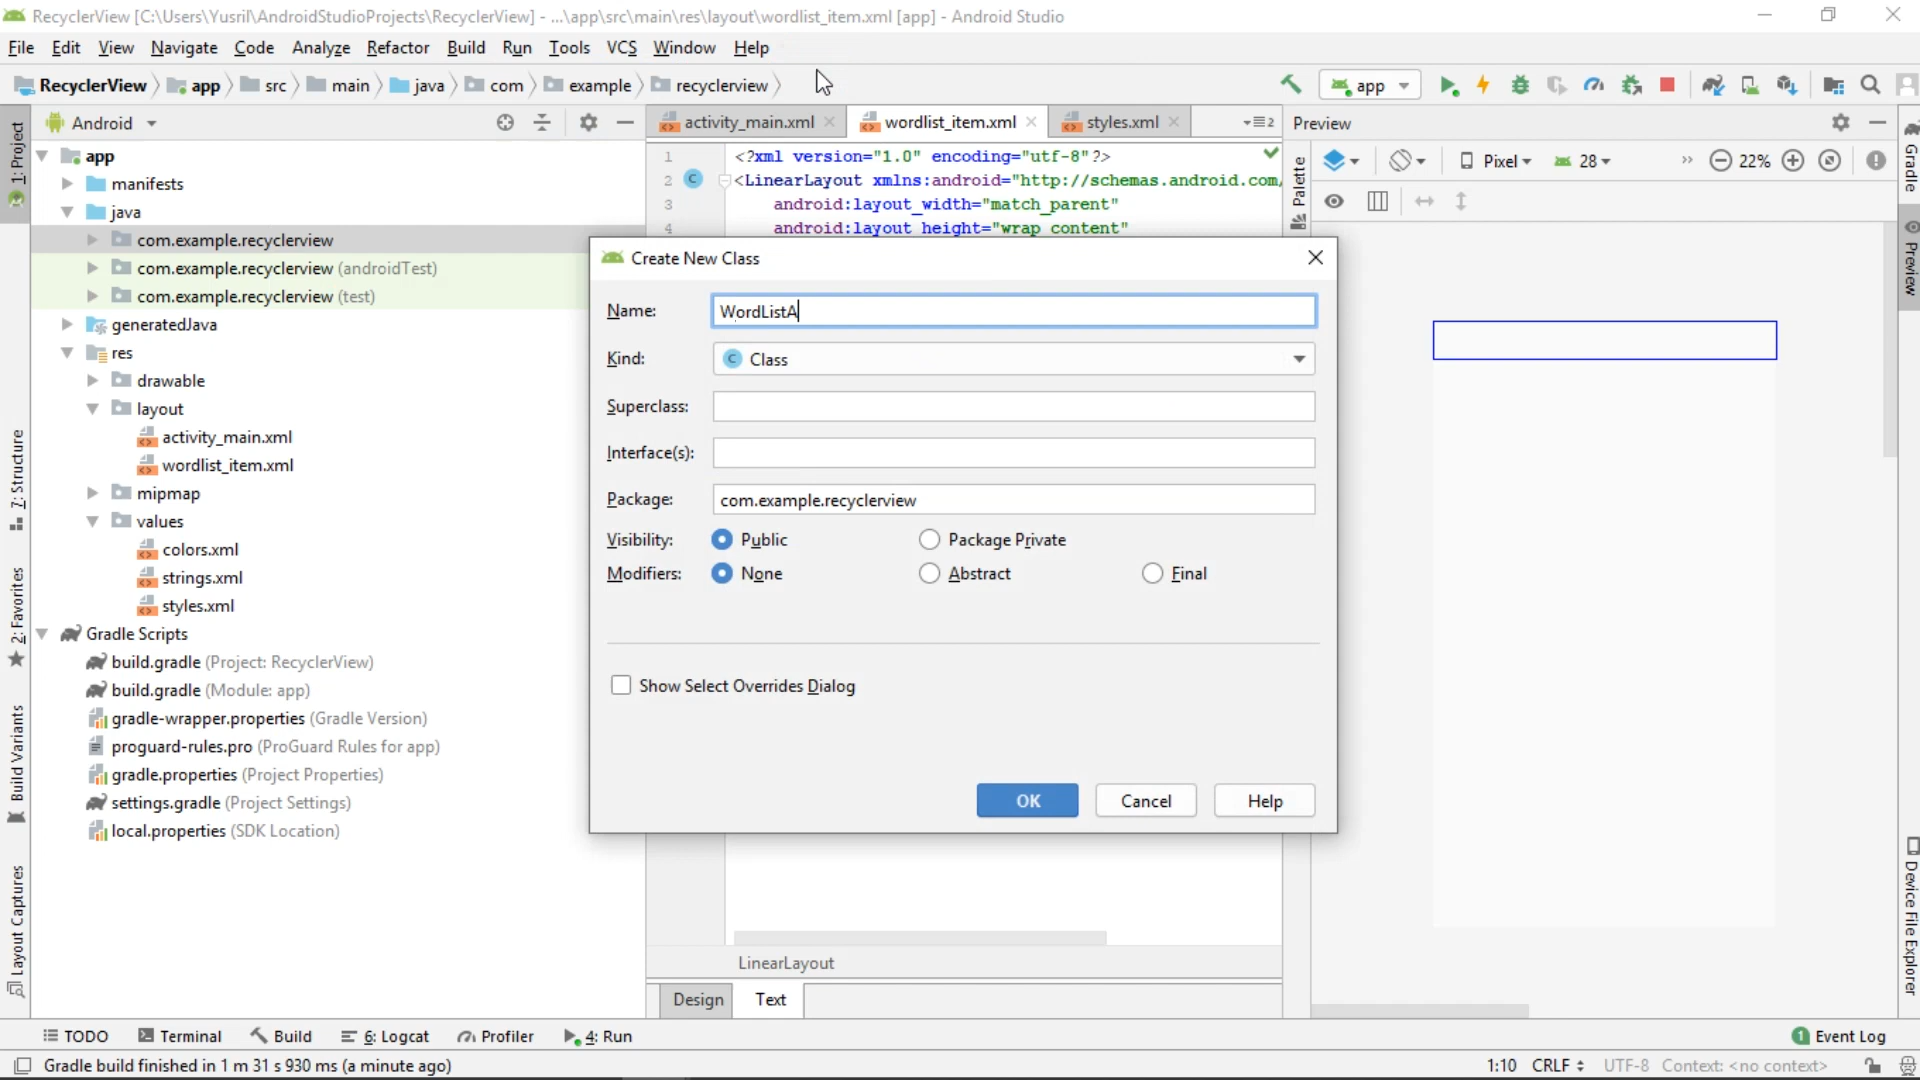 RecyclerView [C:\Users\Yusril\AndroidStudioProjects\RecyclerView] - ...\app\src\main\res\layout\wordlist_item.xml [app] - Android Studio
File Edit View Navigate Code Analyze Refactor Build Run Tools VCS Window Help
RecyclerView app src main java com example recyclerview app
1: Project
7: Structure
2: Favorites
Build Variants
Layout Captures
Android
app
manifests
java
com.example.recyclerview
com.example.recyclerview (androidTest)
com.example.recyclerview (test)
generatedJava
res
drawable
layout
activity_main.xml
wordlist_item.xml
mipmap
values
colors.xml
strings.xml
styles.xml
Gradle Scripts
build.gradle (Project: RecyclerView)
build.gradle (Module: app)
gradle-wrapper.properties (Gradle Version)
proguard-rules.pro (ProGuard Rules for app)
gradle.properties (Project Properties)
settings.gradle (Project Settings)
local.properties (SDK Location)
activity_main.xml wordlist_item.xml styles.xml 2
1 <?xml version="1.0" encoding="utf-8"?>
2 C <LinearLayout xmlns:android="http://schemas.android.com/
3 android:layout_width="match_parent"
4 android:layout_height="wrap_content"
Create New Class
Name: WordListA
Kind: C Class
Superclass:
Interface(s):
Package: com.example.recyclerview
Visibility: Public Package Private
Modifiers: None Abstract Final
Show Select Overrides Dialog
OK Cancel Help
LinearLayout
Design Text
Preview
Palette
Pixel 28 » 22%
Gradle
Preview
Device File Explorer
TODO Terminal Build 6: Logcat Profiler 4: Run 1 Event Log
Gradle build finished in 1 m 31 s 930 ms (a minute ago) 1:10 CRLF UTF-8 Context: <no context>